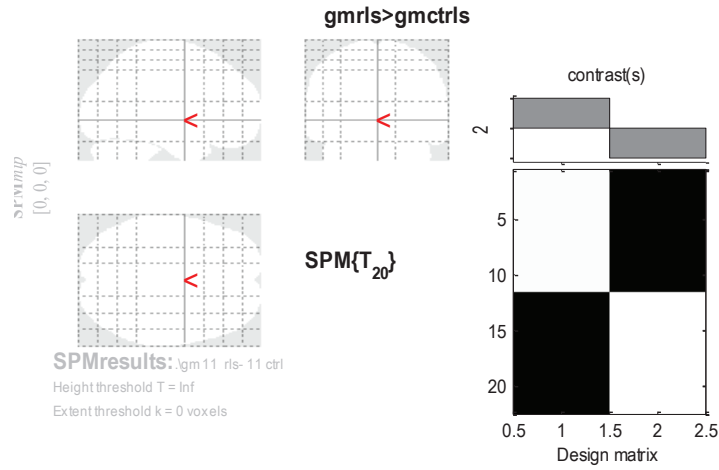 gmrls>gmctrls
SPMmip
[0, 0, 0]
<
<
<
SPM{T20}
SPMresults: .\gm 11 rls- 11 ctrl
Height threshold T = Inf
Extent threshold k = 0 voxels
contrast(s)
2
5
10
15
20
0.5 1 1.5 2 2.5
Design matrix